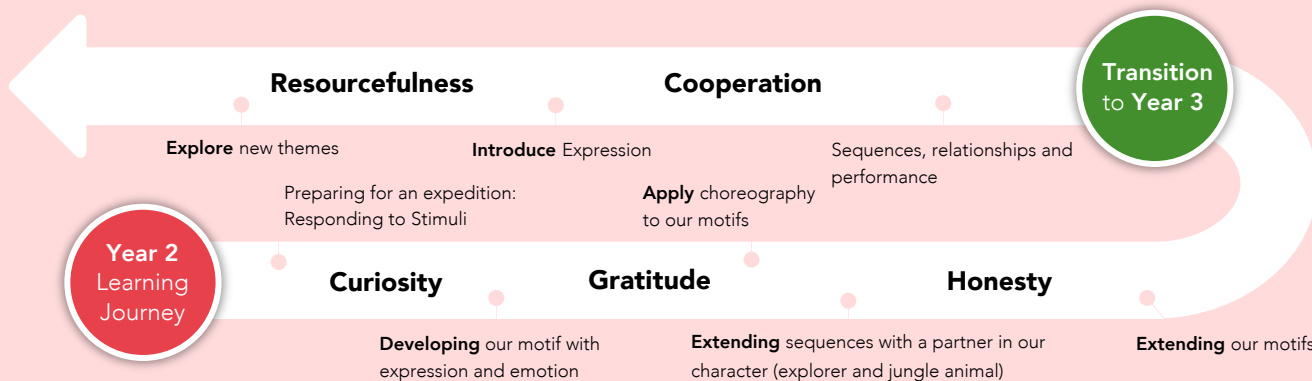 Resourcefulness
Cooperation
Transition
to Year 3
Explore new themes
Introduce Expression
Sequences, relationships and
performance
Preparing for an expedition:
Responding to Stimuli
Apply choreography
to our motifs
Year 2
Learning
Journey
Curiosity
Gratitude
Honesty
Developing our motif with
expression and emotion
Extending sequences with a partner in our
character (explorer and jungle animal)
Extending our motifs